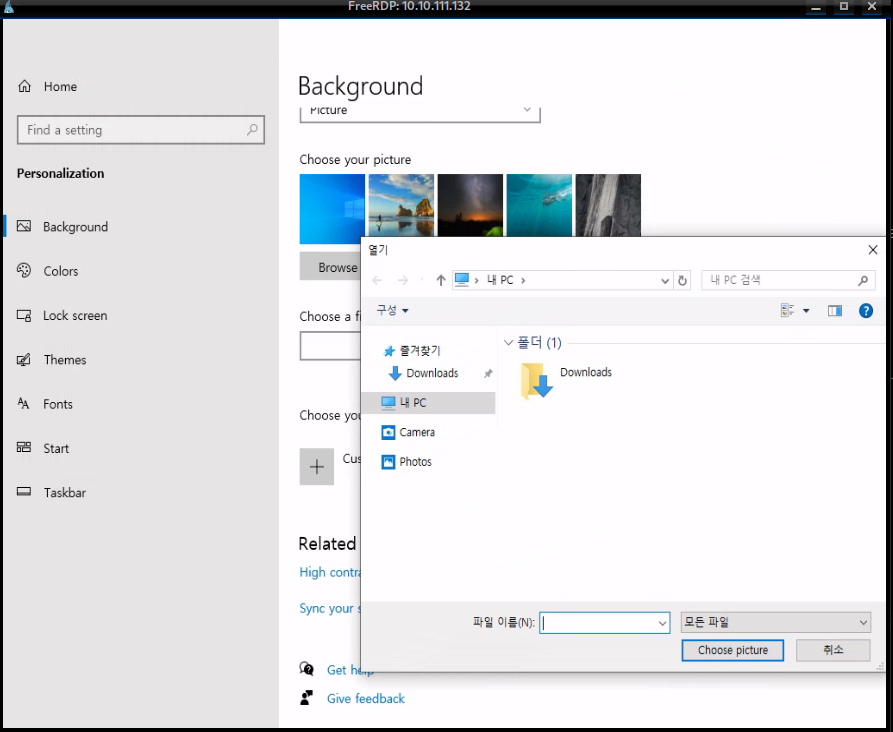 FreeRDP: 10.10.111.132
Home
Find a setting
Personalization
Background
Colors
Lock screen
Themes
Fonts
Start
Taskbar
Background
Picture
Choose your picture
Browse
Choose a fi
Choose you
Cus
Related
High contra
Sync your s
Get help
Give feedback
열기
내 PC
내 PC 검색
구성
즐겨찾기
Downloads
내 PC
Camera
Photos
폴더 (1)
Downloads
파일 이름(N):
모든 파일
Choose picture
취소